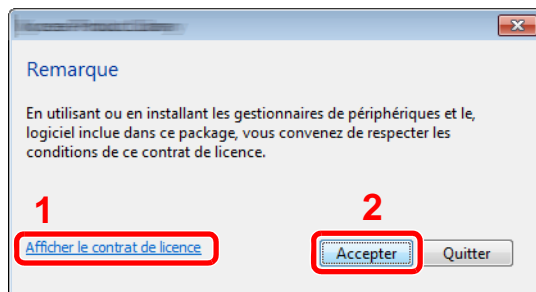 Remarque
En utilisant ou en installant les gestionnaires de périphériques et le,
logiciel inclue dans ce package, vous convenez de respecter les
conditions de ce contrat de licence.
1
2
Afficher le contrat de licence
Accepter
Quitter